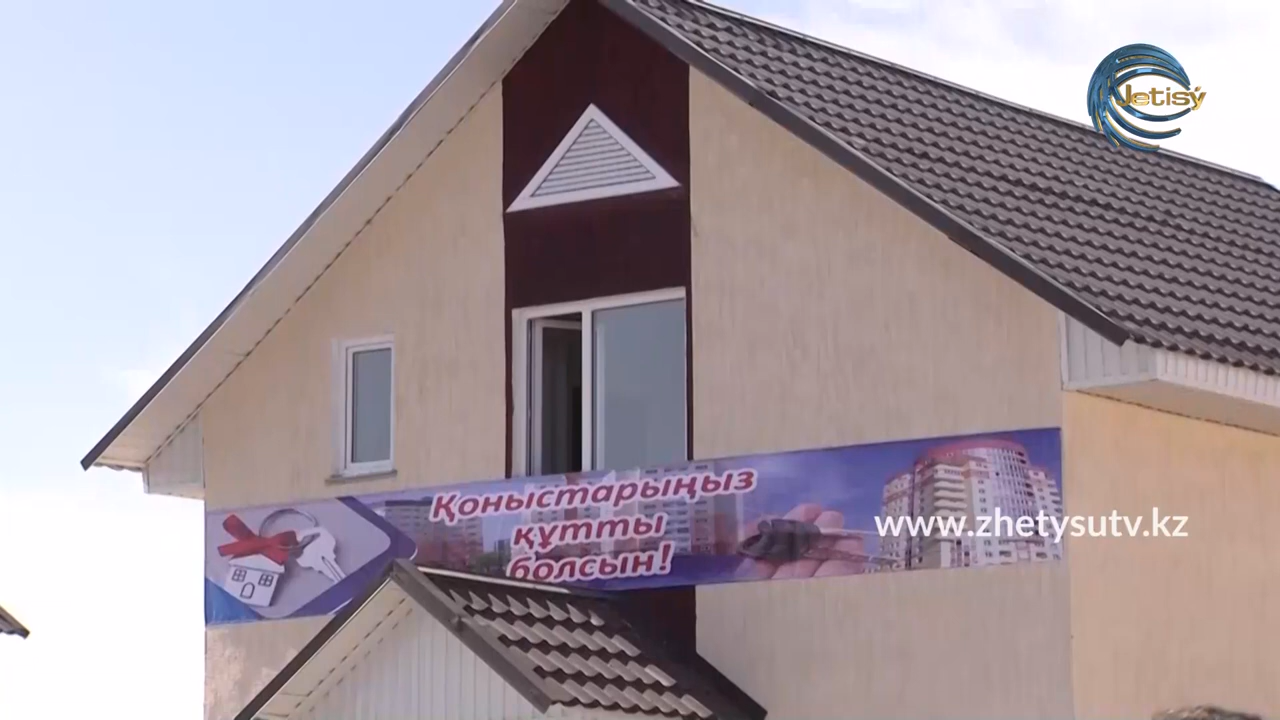 Jetisý
Қоныстарыңыз
құтты
болсын!
www.zhetysutv.kz